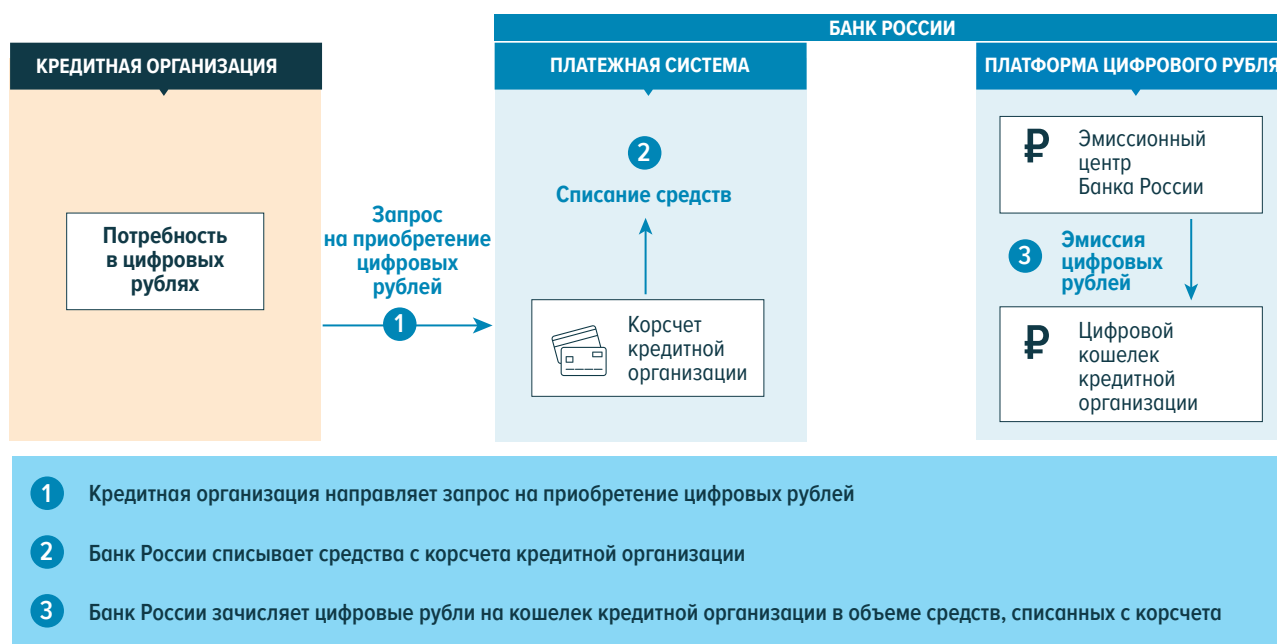 БАНК РОССИИ
КРЕДИТНАЯ ОРГАНИЗАЦИЯ
ПЛАТЕЖНАЯ СИСТЕМА
ПЛАТФОРМА ЦИФРОВОГО РУБЛЯ
Потребность
в цифровых
рублях
Запрос
на приобретение
цифровых
рублей
1
2
Списание средств
Корсчет
кредитной
организации
₽
Эмиссионный
центр
Банка России
3
Эмиссия
цифровых
рублей
₽
Цифровой
кошелек
кредитной
организации
1 Кредитная организация направляет запрос на приобретение цифровых рублей
2 Банк России списывает средства с корсчета кредитной организации
3 Банк России зачисляет цифровые рубли на кошелек кредитной организации в объеме средств, списанных с корсчета